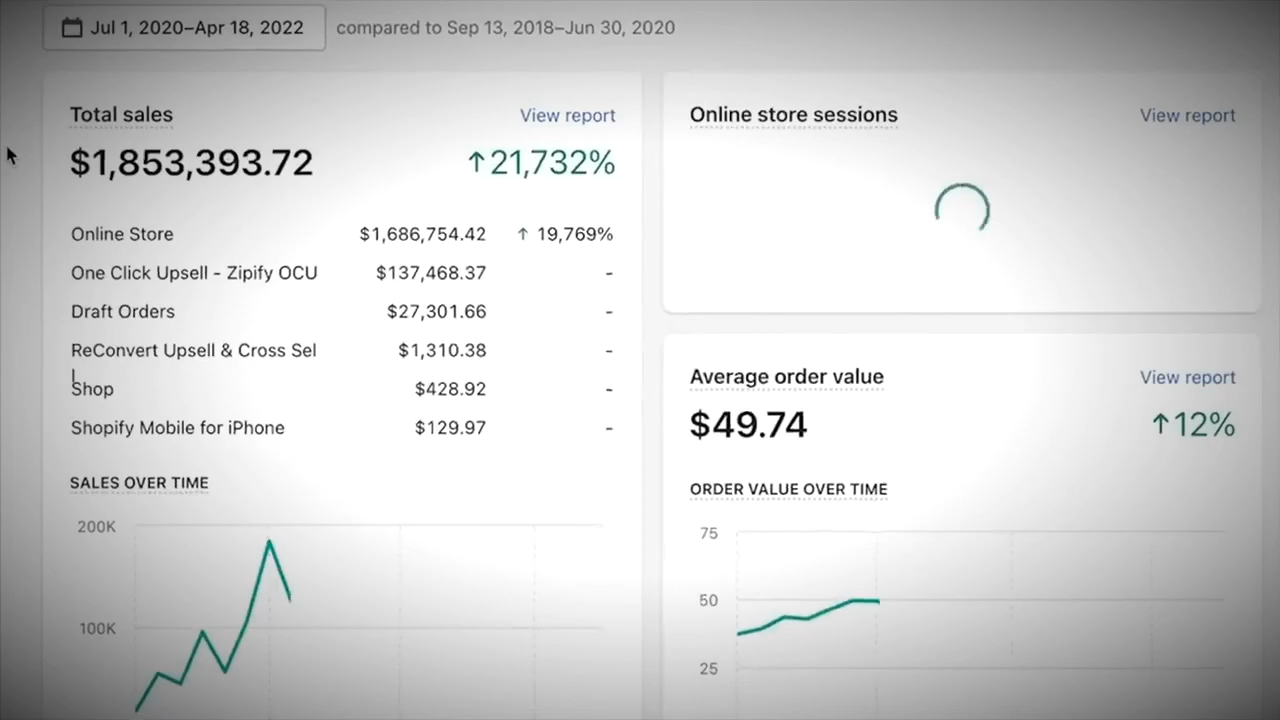 Jul 1, 2020–Apr 18, 2022 compared to Sep 13, 2018–Jun 30, 2020
Total sales View report
$1,853,393.72 ↑21,732%
Online Store $1,686,754.42 ↑ 19,769%
One Click Upsell - Zipify OCU $137,468.37 -
Draft Orders $27,301.66 -
ReConvert Upsell & Cross Sel $1,310.38 -
l
Shop $428.92 -
Shopify Mobile for iPhone $129.97 -
SALES OVER TIME
200K
100K
Online store sessions View report
Average order value View report
$49.74 ↑12%
ORDER VALUE OVER TIME
75
50
25